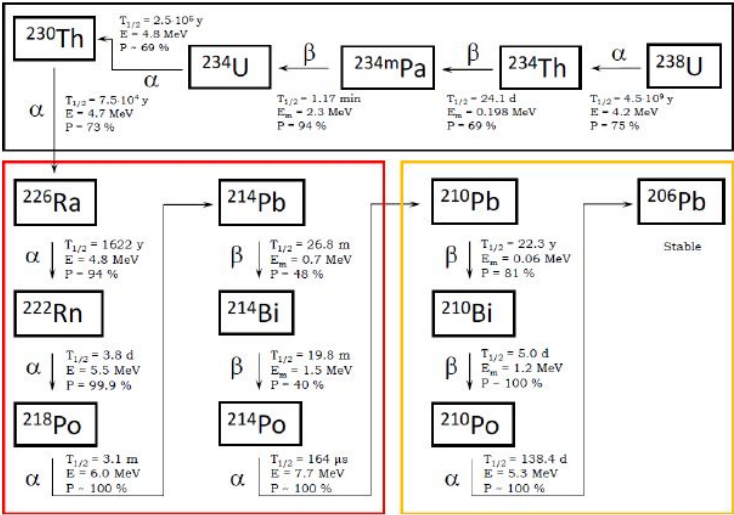 ²³⁰Th
T₁/₂ = 2.5·10⁵ y
E = 4.8 MeV
P ~ 69 %
α
²³⁴U
β
T₁/₂ = 1.17 min
Eₘ = 2.3 MeV
P = 94 %
²³⁴ᵐPa
β
T₁/₂ = 24.1 d
Eₘ = 0.198 MeV
P = 69 %
²³⁴Th
α
T₁/₂ = 4.5·10⁹ y
E = 4.2 MeV
P = 75 %
²³⁸U
α
T₁/₂ = 7.5·10⁴ y
E = 4.7 MeV
P = 73 %
²²⁶Ra
α
T₁/₂ = 1622 y
E = 4.8 MeV
P = 94 %
²²²Rn
α
T₁/₂ = 3.8 d
E = 5.5 MeV
P = 99.9 %
²¹⁸Po
α
T₁/₂ = 3.1 m
E = 6.0 MeV
P ~ 100 %
²¹⁴Pb
β
T₁/₂ = 26.8 m
Eₘ = 0.7 MeV
P = 48 %
²¹⁴Bi
β
T₁/₂ = 19.8 m
Eₘ = 1.5 MeV
P = 40 %
²¹⁴Po
α
T₁/₂ = 164 µs
E = 7.7 MeV
P ~ 100 %
²¹⁰Pb
β
T₁/₂ = 22.3 y
Eₘ = 0.06 MeV
P = 81 %
²¹⁰Bi
β
T₁/₂ = 5.0 d
Eₘ = 1.2 MeV
P ~ 100 %
²¹⁰Po
α
T₁/₂ = 138.4 d
E = 5.3 MeV
P ~ 100 %
²⁰⁶Pb
Stable